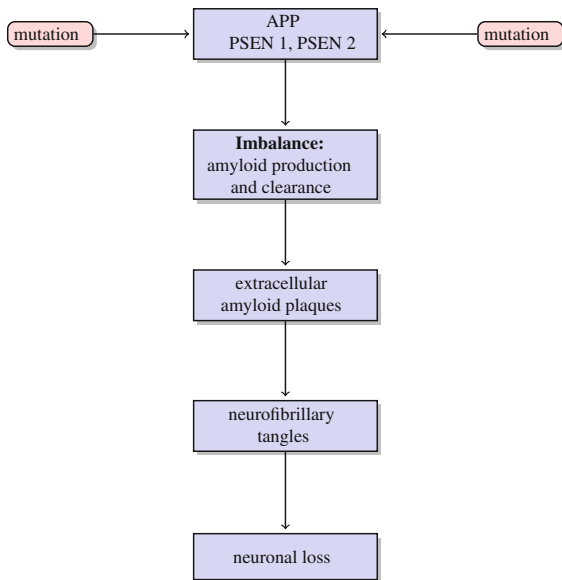 mutation
APP
PSEN 1, PSEN 2
mutation
Imbalance:
amyloid production
and clearance
extracellular
amyloid plaques
neurofibrillary
tangles
neuronal loss